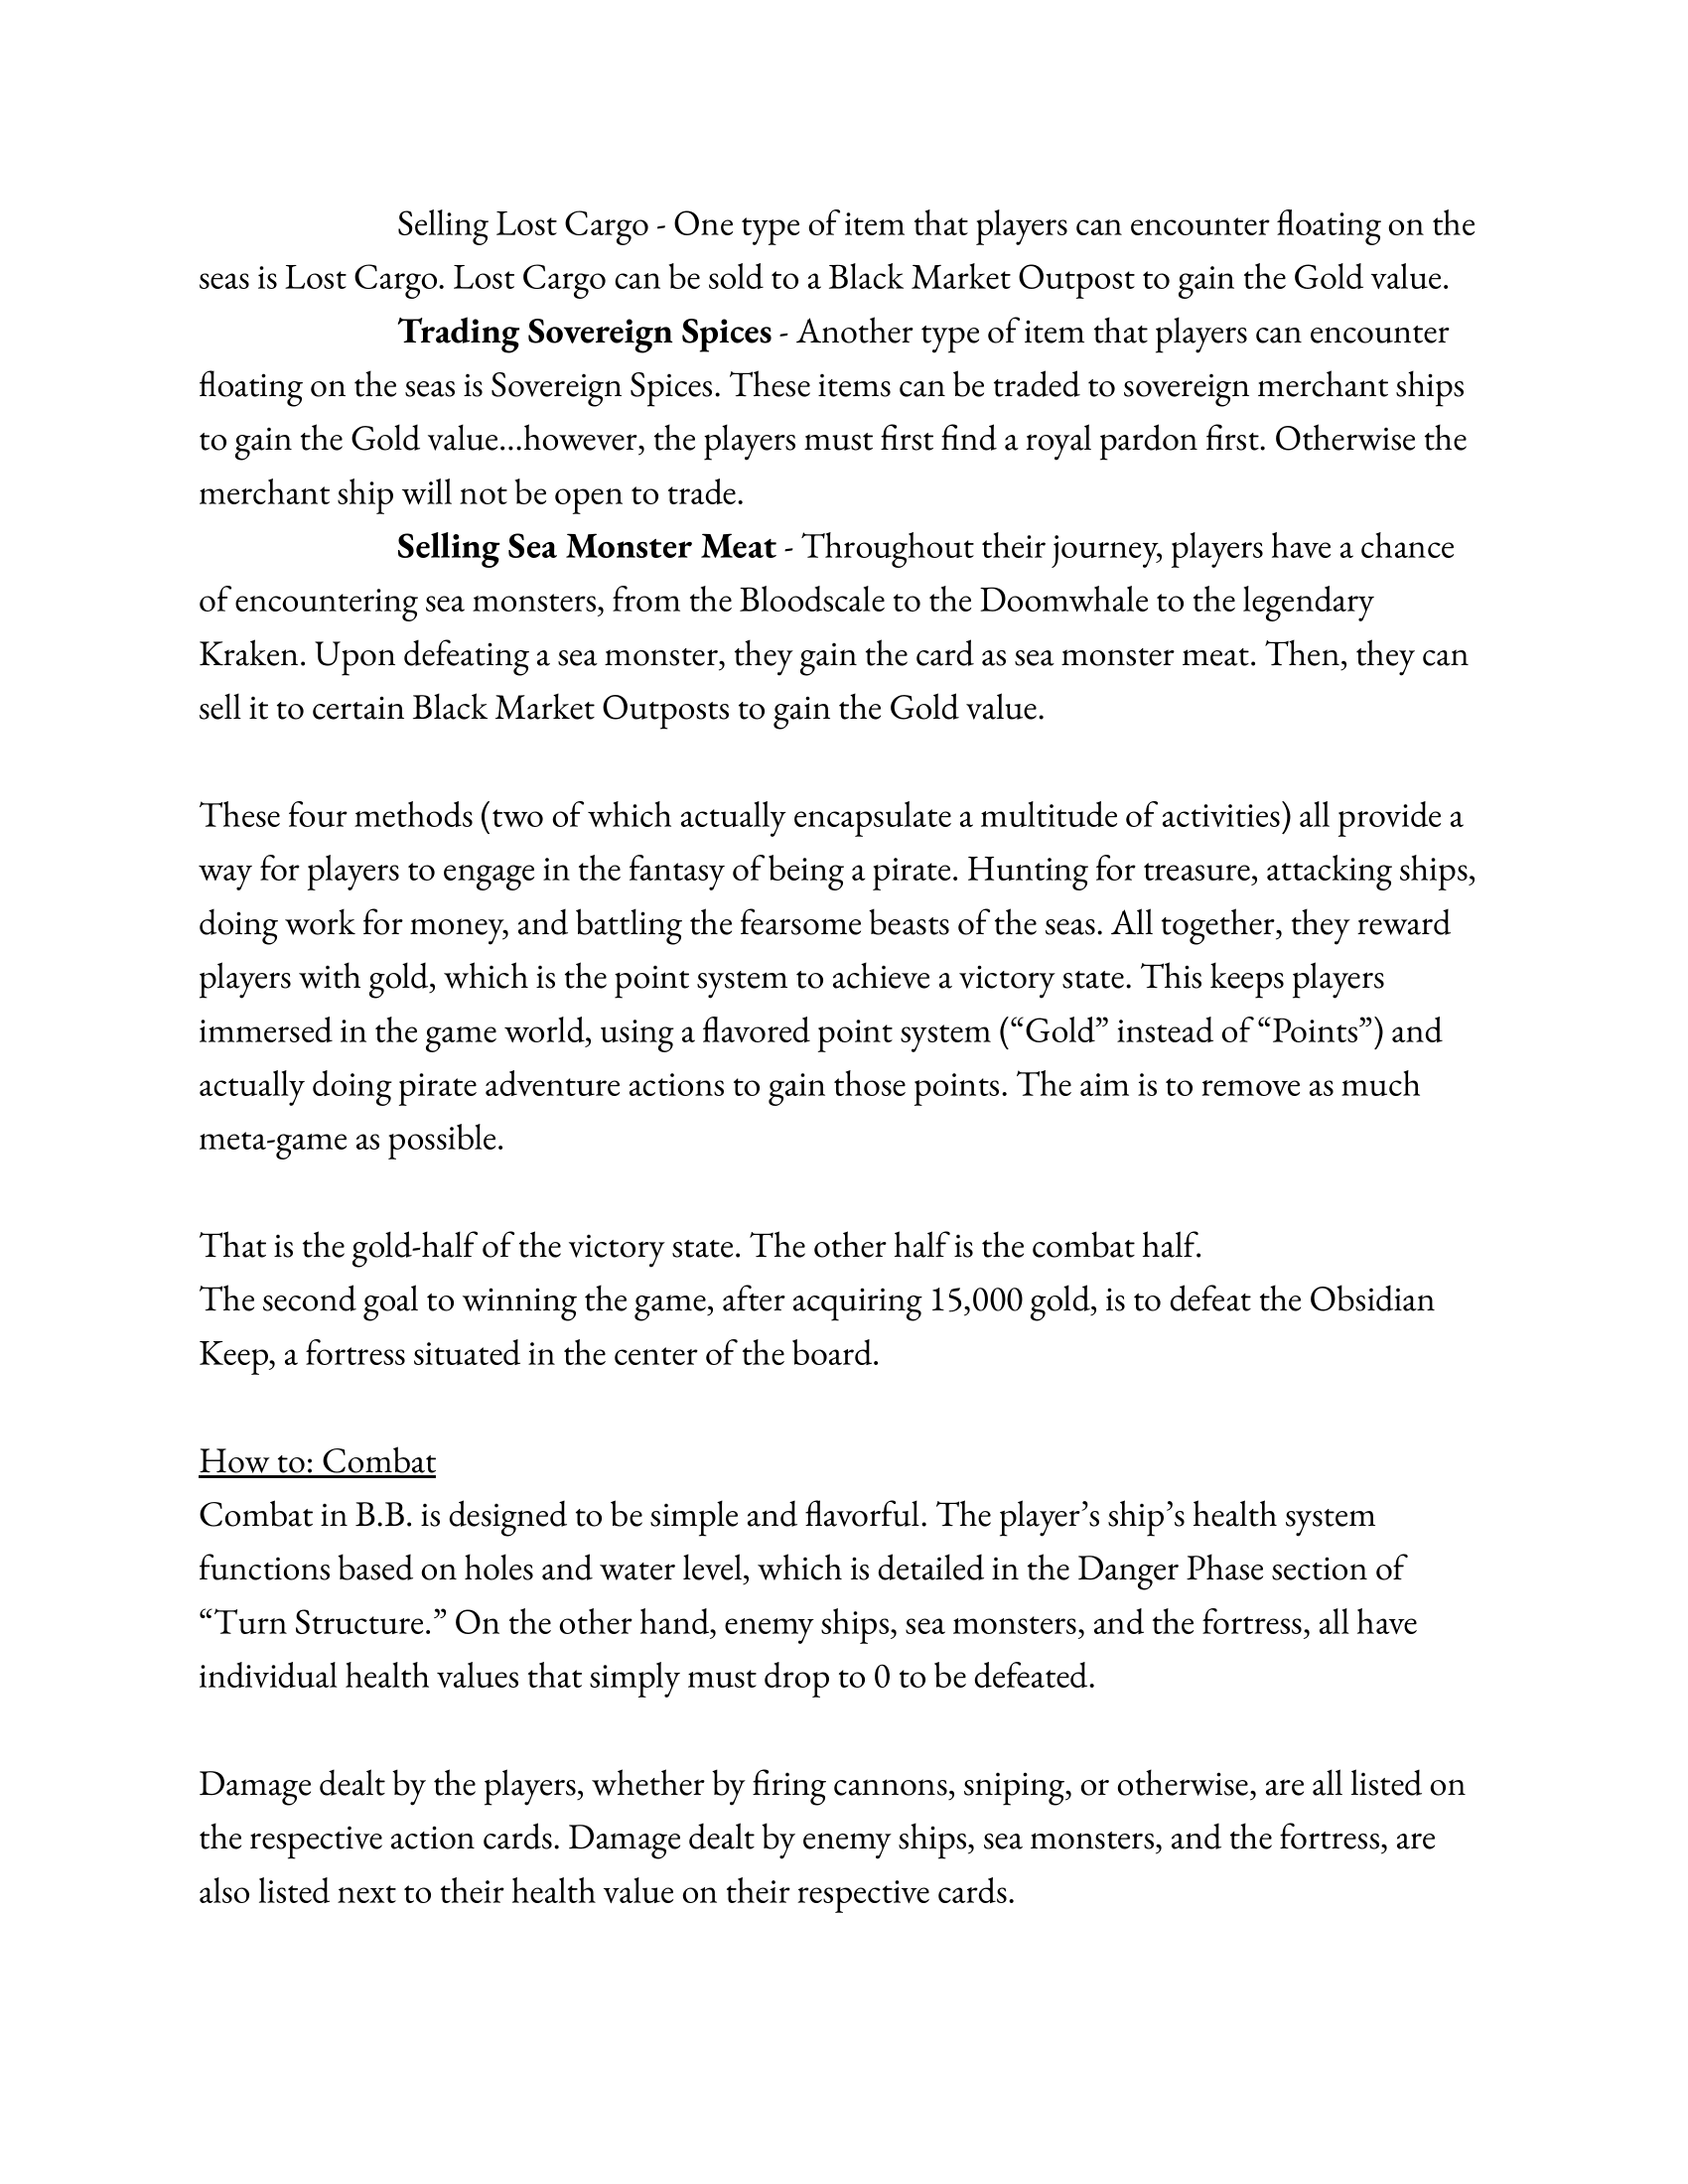 Selling Lost Cargo - One type of item that players can encounter floating on the
seas is Lost Cargo. Lost Cargo can be sold to a Black Market Outpost to gain the Gold value.
Trading Sovereign Spices - Another type of item that players can encounter
floating on the seas is Sovereign Spices. These items can be traded to sovereign merchant ships
to gain the Gold value...however, the players must first find a royal pardon first. Otherwise the
merchant ship will not be open to trade.
Selling Sea Monster Meat - Throughout their journey, players have a chance
of encountering sea monsters, from the Bloodscale to the Doomwhale to the legendary
Kraken. Upon defeating a sea monster, they gain the card as sea monster meat. Then, they can
sell it to certain Black Market Outposts to gain the Gold value.
These four methods (two of which actually encapsulate a multitude of activities) all provide a
way for players to engage in the fantasy of being a pirate. Hunting for treasure, attacking ships,
doing work for money, and battling the fearsome beasts of the seas. All together, they reward
players with gold, which is the point system to achieve a victory state. This keeps players
immersed in the game world, using a flavored point system (“Gold” instead of “Points”) and
actually doing pirate adventure actions to gain those points. The aim is to remove as much
meta-game as possible.
That is the gold-half of the victory state. The other half is the combat half.
The second goal to winning the game, after acquiring 15,000 gold, is to defeat the Obsidian
Keep, a fortress situated in the center of the board.
How to: Combat
Combat in B.B. is designed to be simple and flavorful. The player’s ship’s health system
functions based on holes and water level, which is detailed in the Danger Phase section of
“Turn Structure.” On the other hand, enemy ships, sea monsters, and the fortress, all have
individual health values that simply must drop to 0 to be defeated.
Damage dealt by the players, whether by firing cannons, sniping, or otherwise, are all listed on
the respective action cards. Damage dealt by enemy ships, sea monsters, and the fortress, are
also listed next to their health value on their respective cards.